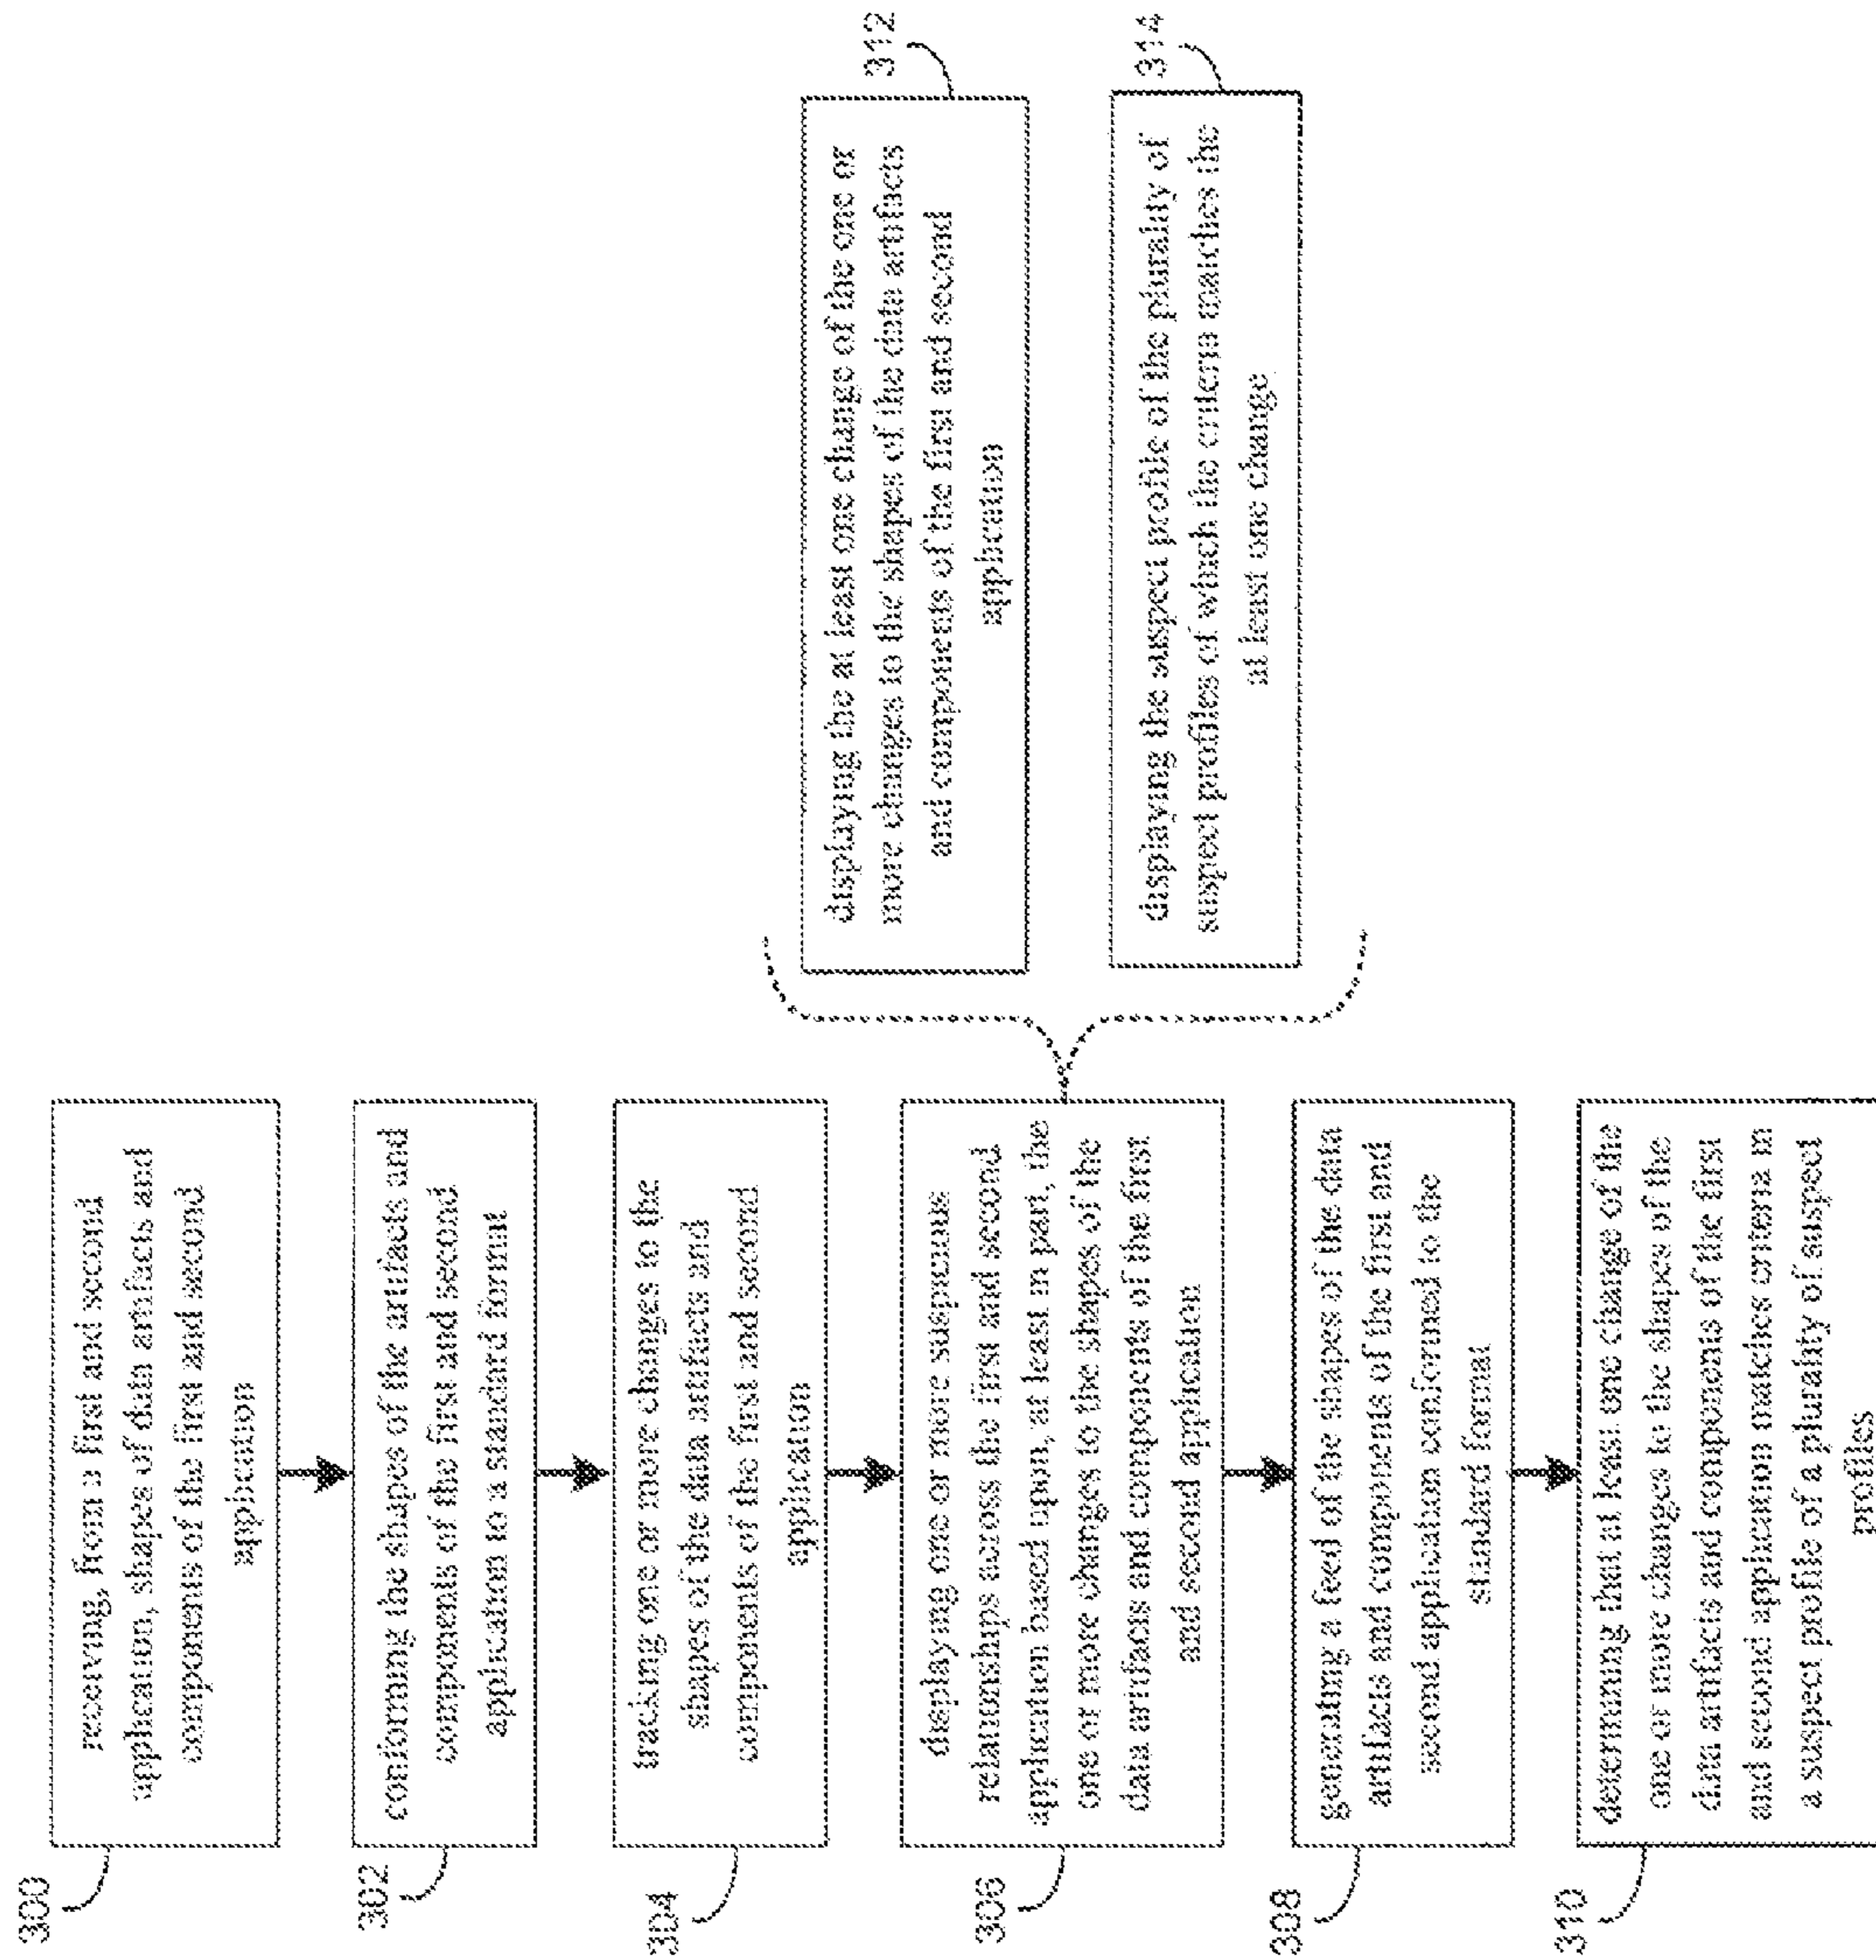 300
receiving, from a first and second
application, shapes of data artifacts and
components of the first and second
application
302
conforming the shapes of the artifacts and
components of the first and second
application to a standard format
304
tracking one or more changes to the
shapes of the data artifacts and
components of the first and second
application
306
displaying one or more suspicious
relationships across the first and second
application based upon, at least in part, the
one or more changes to the shapes of the
data artifacts and components of the first
and second application
308
generating a feed of the shapes of the data
artifacts and components of the first and
second application conformed to the
standard format
310
determining that at least one change of the
one or more changes to the shapes of the
data artifacts and components of the first
and second application matches criteria in
a suspect profile of a plurality of suspect
profiles
312
displaying the at least one change of the one or
more changes to the shapes of the data artifacts
and components of the first and second
application
314
displaying the suspect profile of the plurality of
suspect profiles of which the criteria matches the
at least one change